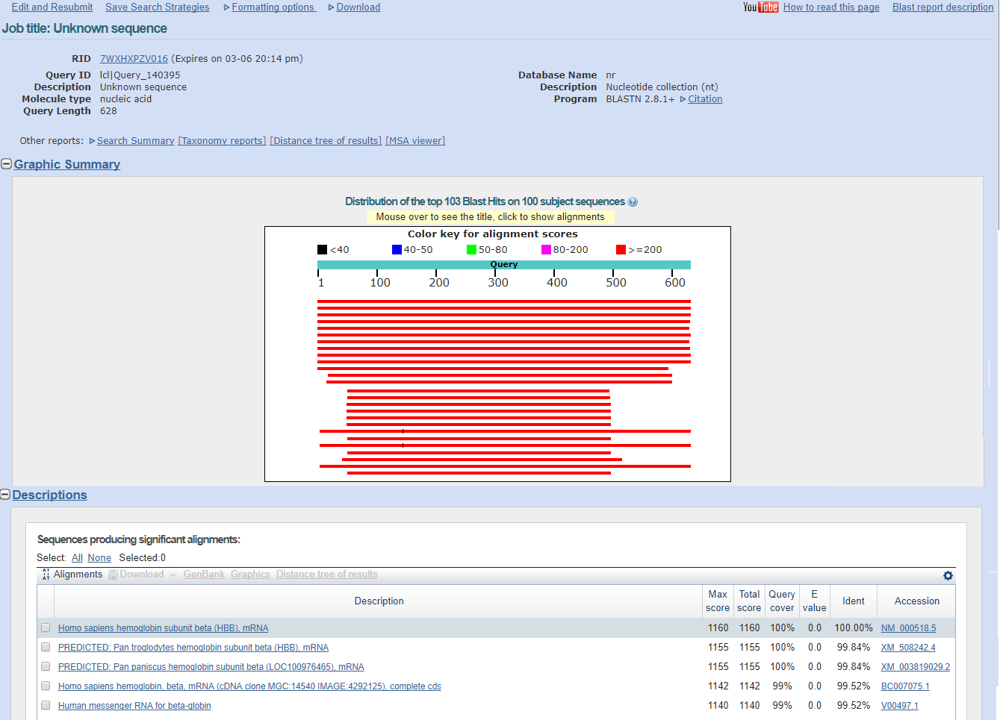 Edit and Resubmit Save Search Strategies Formatting options Download YouTube How to read this page Blast report description
Job title: Unknown sequence
RID 7WXHXPZV016 (Expires on 03-06 20:14 pm)
Query ID lcl|Query_140395 Database Name nr
Description Unknown sequence Description Nucleotide collection (nt)
Molecule type nucleic acid Program BLASTN 2.8.1+ Citation
Query Length 628
Other reports: Search Summary [Taxonomy reports] [Distance tree of results] [MSA viewer]
Graphic Summary
Distribution of the top 103 Blast Hits on 100 subject sequences ?
Mouse over to see the title, click to show alignments
Color key for alignment scores
<40 40-50 50-80 80-200 >=200
Query
1 100 200 300 400 500 600
Descriptions
Sequences producing significant alignments:
Select: All None Selected:0
Alignments Download GenBank Graphics Distance tree of results
Description Max score Total score Query cover E value Ident Accession
Homo sapiens hemoglobin subunit beta (HBB), mRNA 1160 1160 100% 0.0 100.00% NM_000518.5
PREDICTED: Pan troglodytes hemoglobin subunit beta (HBB), mRNA 1155 1155 100% 0.0 99.84% XM_508242.4
PREDICTED: Pan paniscus hemoglobin subunit beta (LOC100976465), mRNA 1155 1155 100% 0.0 99.84% XM_003819029.2
Homo sapiens hemoglobin, beta, mRNA (cDNA clone MGC:14540 IMAGE:4292125), complete cds 1142 1142 99% 0.0 99.52% BC007075.1
Human messenger RNA for beta-globin 1140 1140 99% 0.0 99.52% V00497.1